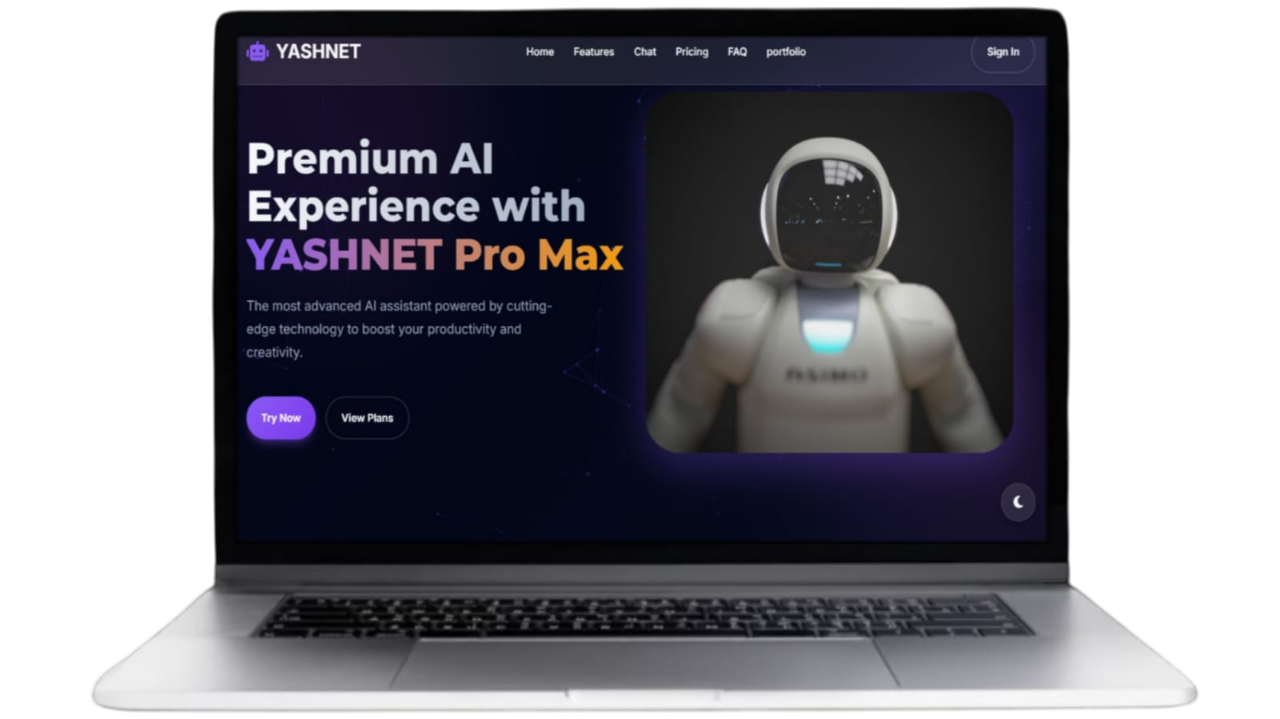 YASHNET
Home Features Chat Pricing FAQ portfolio
Sign In
Premium AI
Experience with
YASHNET Pro Max
The most advanced AI assistant powered by cutting-
edge technology to boost your productivity and
creativity.
Try Now View Plans
ASIMO